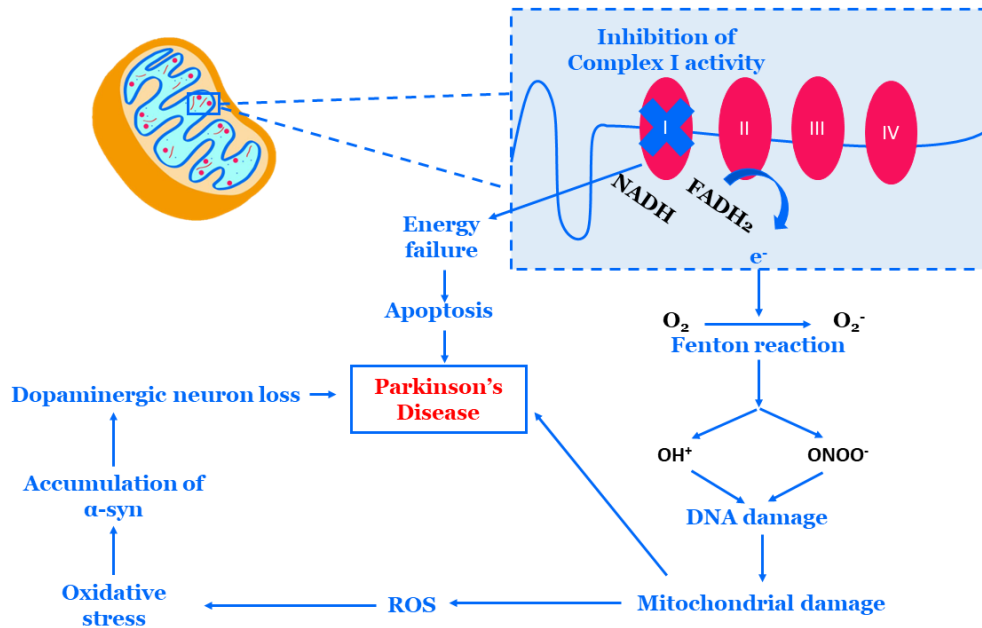 Inhibition of
Complex I activity
I
II
III
IV
NADH
FADH₂
e⁻
Energy
failure
Apoptosis
O₂
O₂⁻
Fenton reaction
Dopaminergic neuron loss
Parkinson’s
Disease
OH⁺
ONOO⁻
Accumulation of
α-syn
DNA damage
Oxidative
stress
ROS
Mitochondrial damage